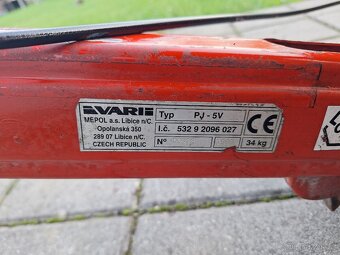 VARI
MEPOL a.s. Libice n/C.
Opolanská 350
289 07 Libice n/C.
CZECH REPUBLIC
Typ PJ - 5V
I.č. 532 9 2096 027
N° 34 kg
CE